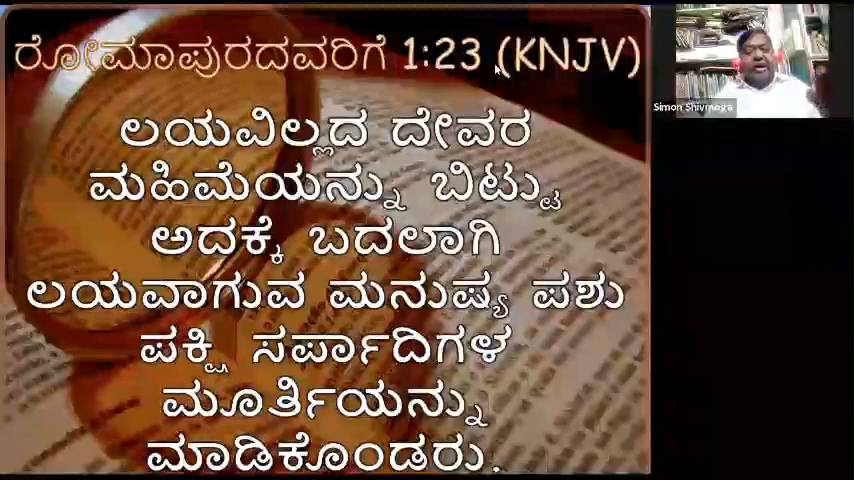 ರೋಮಾಪುರದವರಿಗೆ 1:23 (KNJV)
ಲಯವಿಲ್ಲದ ದೇವರ
ಮಹಿಮೆಯನ್ನು ಬಿಟ್ಟು
ಅದಕ್ಕೆ ಬದಲಾಗಿ
ಲಯವಾಗುವ ಮನುಷ್ಯ ಪಶು
ಪಕ್ಷಿ ಸರ್ಪಾದಿಗಳ
ಮೂರ್ತಿಯನ್ನು
ಮಾಡಿಕೊಂಡರು.
Simon Shivmoga